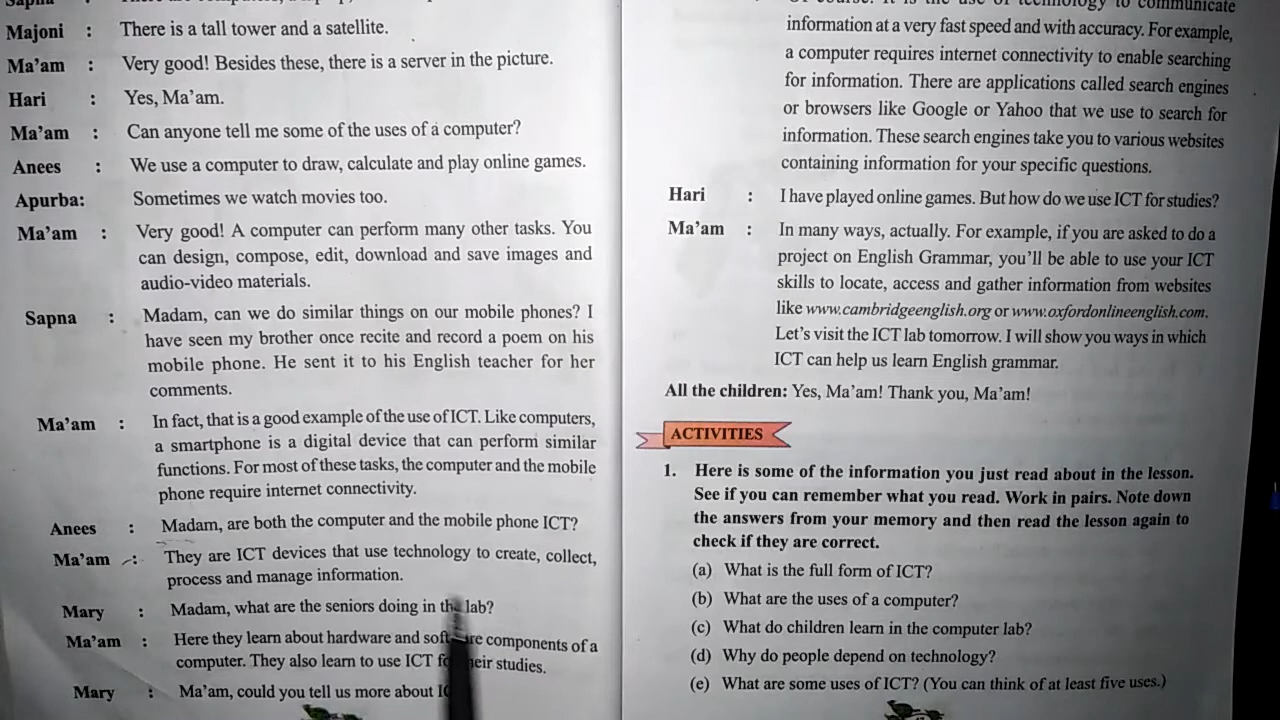 Majoni : There is a tall tower and a satellite.
Ma'am : Very good! Besides these, there is a server in the picture.
Hari : Yes, Ma'am.
Ma'am : Can anyone tell me some of the uses of a computer?
Anees : We use a computer to draw, calculate and play online games.
Apurba: Sometimes we watch movies too.
Ma'am : Very good! A computer can perform many other tasks. You
can design, compose, edit, download and save images and
audio-video materials.
Sapna : Madam, can we do similar things on our mobile phones? I
have seen my brother once recite and record a poem on his
mobile phone. He sent it to his English teacher for her
comments.
Ma'am : In fact, that is a good example of the use of ICT. Like computers,
a smartphone is a digital device that can perform similar
functions. For most of these tasks, the computer and the mobile
phone require internet connectivity.
Anees : Madam, are both the computer and the mobile phone ICT?
Ma'am : They are ICT devices that use technology to create, collect,
process and manage information.
Mary : Madam, what are the seniors doing in the lab?
Ma'am : Here they learn about hardware and software components of a
computer. They also learn to use ICT for their studies.
Mary : Ma'am, could you tell us more about
to communicate
information at a very fast speed and with accuracy. For example,
a computer requires internet connectivity to enable searching
for information. There are applications called search engines
or browsers like Google or Yahoo that we use to search for
information. These search engines take you to various websites
containing information for your specific questions.
Hari : I have played online games. But how do we use ICT for studies?
Ma'am : In many ways, actually. For example, if you are asked to do a
project on English Grammar, you'll be able to use your ICT
skills to locate, access and gather information from websites
like www.cambridgeenglish.org or www.oxfordonlineenglish.com.
Let's visit the ICT lab tomorrow. I will show you ways in which
ICT can help us learn English grammar.
All the children: Yes, Ma'am! Thank you, Ma'am!
ACTIVITIES
1. Here is some of the information you just read about in the lesson.
See if you can remember what you read. Work in pairs. Note down
the answers from your memory and then read the lesson again to
check if they are correct.
(a) What is the full form of ICT?
(b) What are the uses of a computer?
(c) What do children learn in the computer lab?
(d) Why do people depend on technology?
(e) What are some uses of ICT? (You can think of at least five uses.)